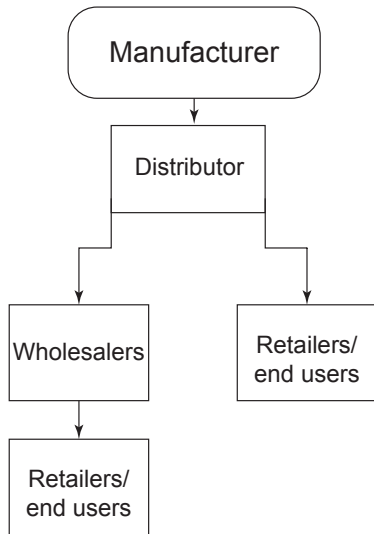 Manufacturer
Distributor
Wholesalers
Retailers/
end users
Retailers/
end users